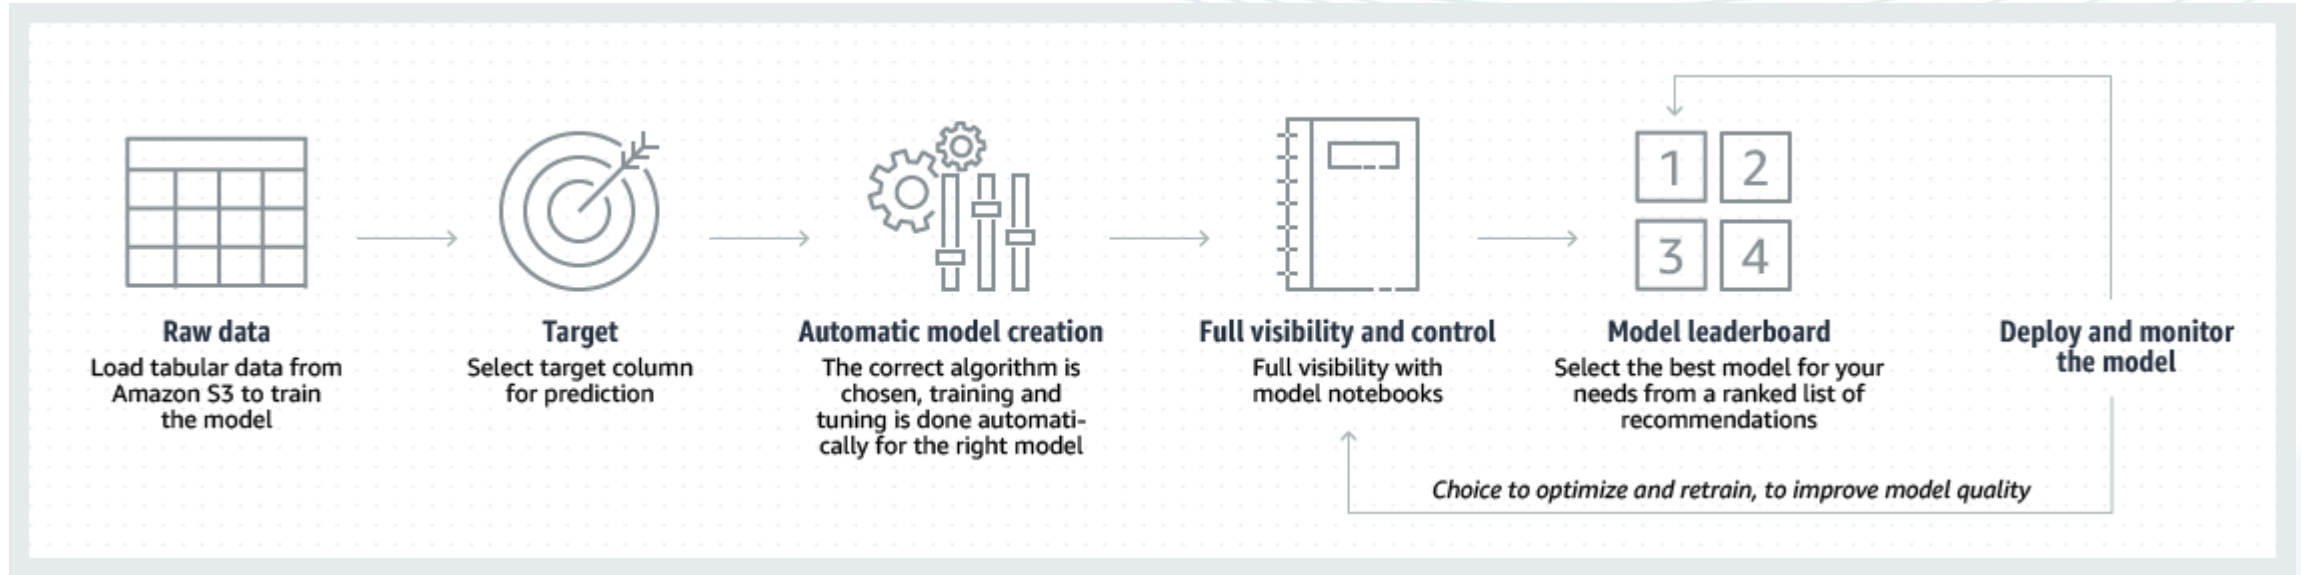 Raw data
Load tabular data from
Amazon S3 to train
the model
Target
Select target column
for prediction
Automatic model creation
The correct algorithm is
chosen, training and
tuning is done automati-
cally for the right model
Full visibility and control
Full visibility with
model notebooks
1 2
3 4
Model leaderboard
Select the best model for your
needs from a ranked list of
recommendations
Deploy and monitor
the model
Choice to optimize and retrain, to improve model quality